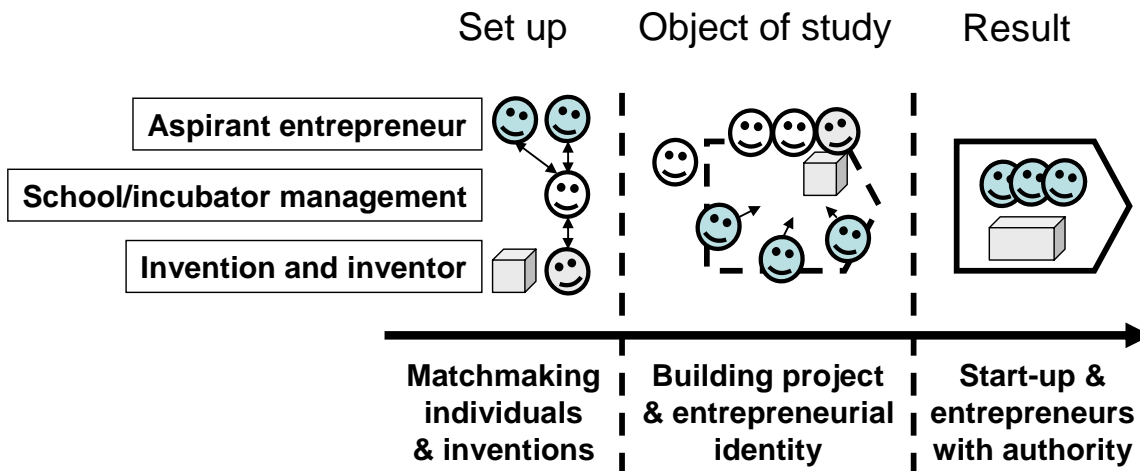 Set up
Object of study
Result
Aspirant entrepreneur
School/incubator management
Invention and inventor
Matchmaking
individuals
& inventions
Building project
& entrepreneurial
identity
Start-up &
entrepreneurs
with authority